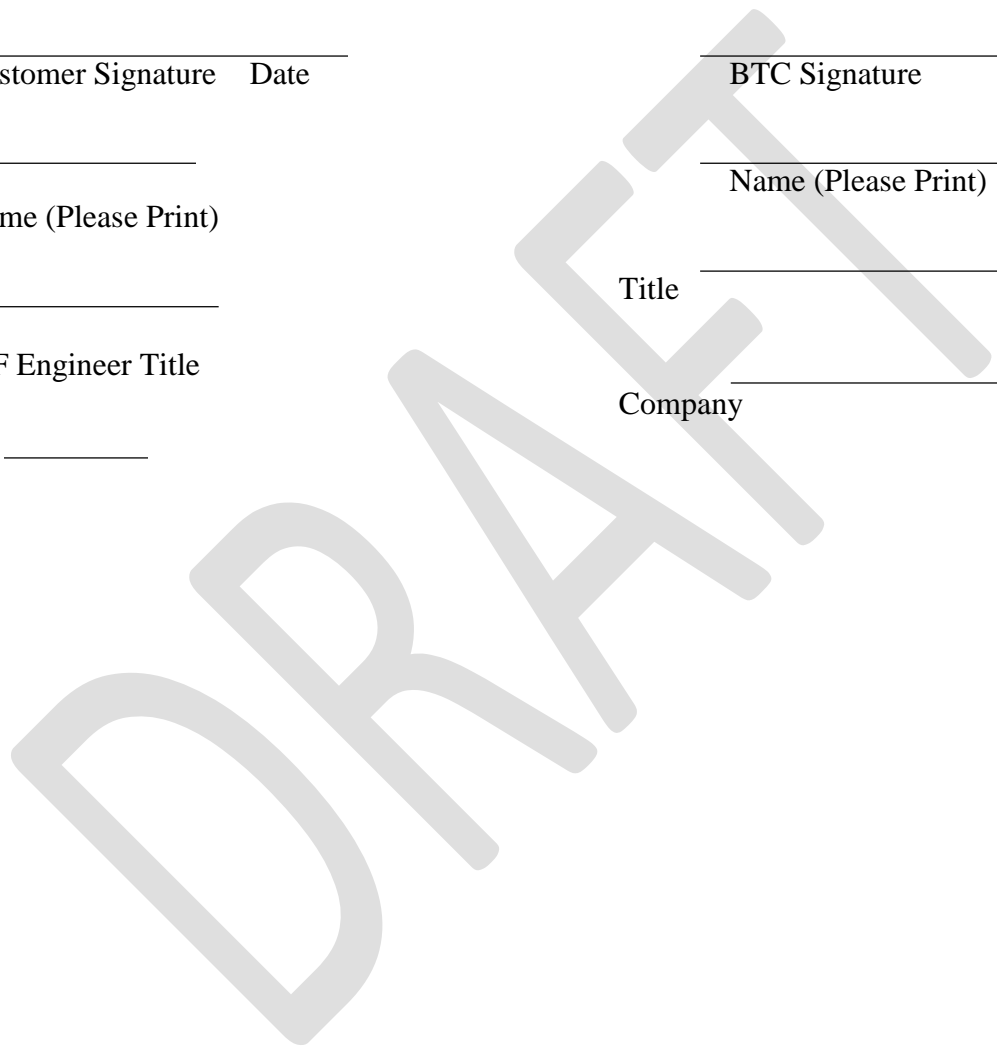 stomer Signature Date
BTC Signature
me (Please Print)
Name (Please Print)
Title
F Engineer Title
Company
DRAFT